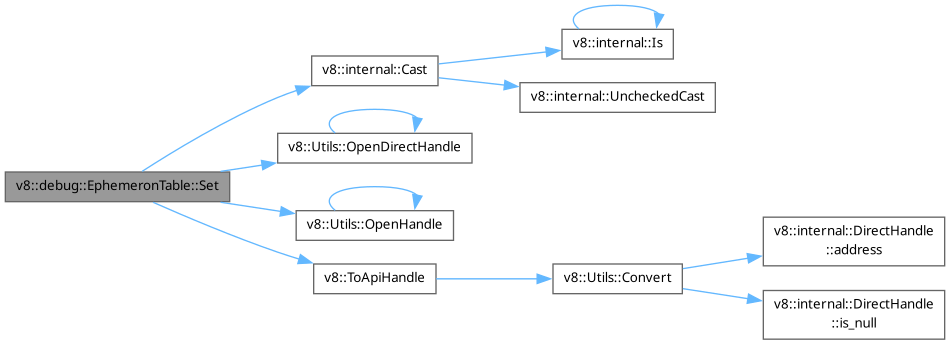 v8::debug::EphemeronTable::Set
v8::internal::Cast
v8::internal::Is
v8::internal::UncheckedCast
v8::Utils::OpenDirectHandle
v8::Utils::OpenHandle
v8::ToApiHandle
v8::Utils::Convert
v8::internal::DirectHandle
::address
v8::internal::DirectHandle
::is_null